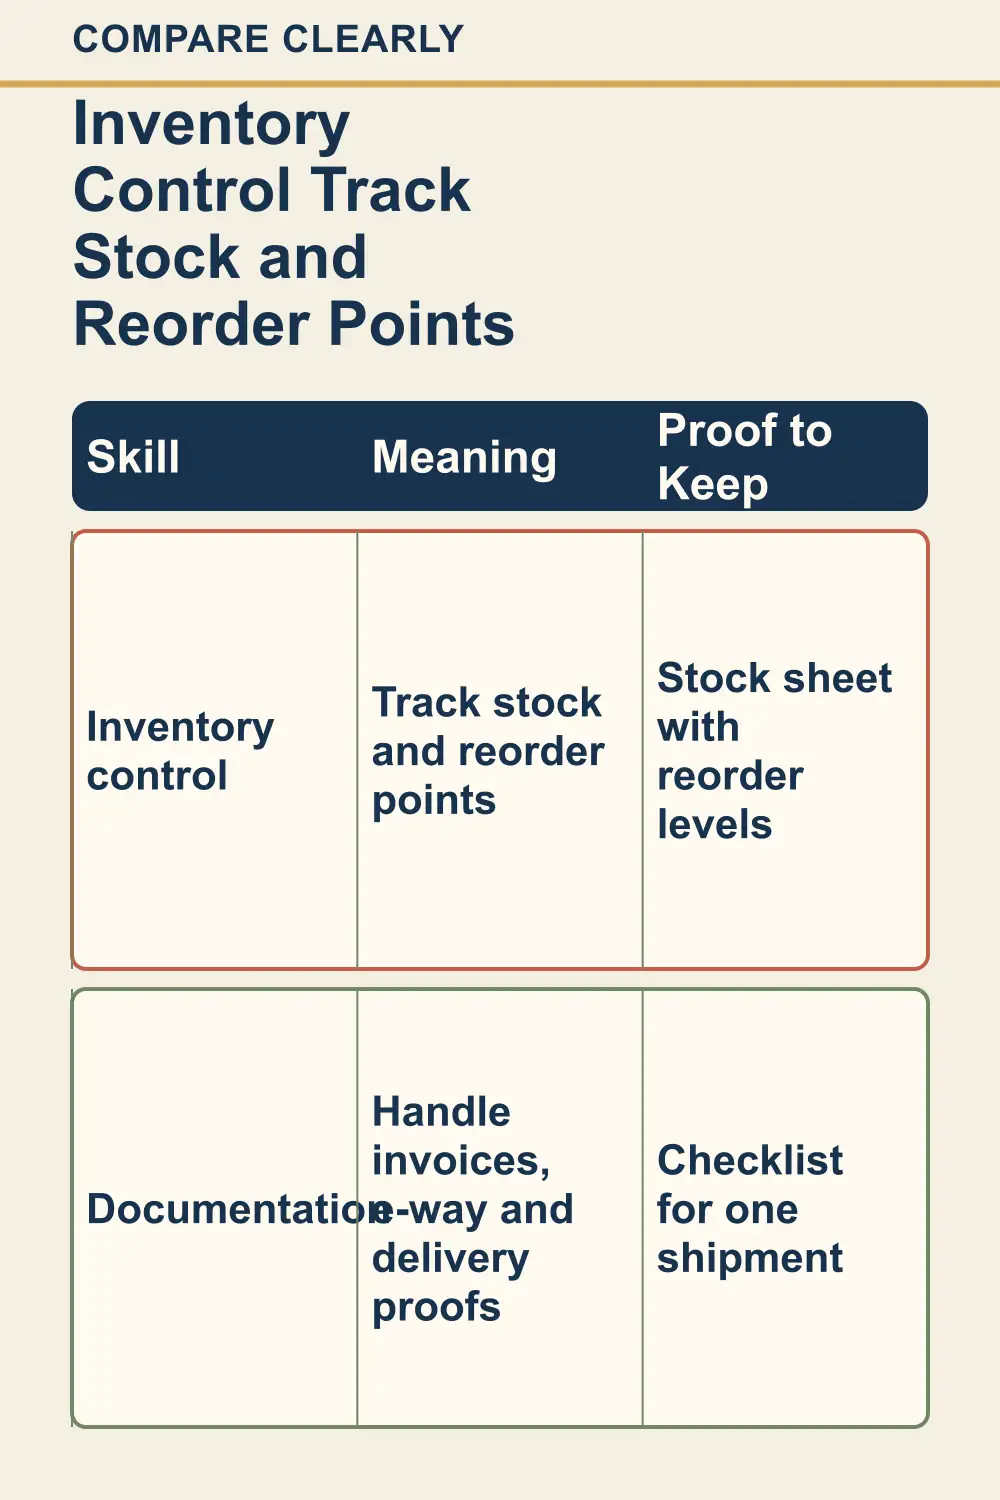 COMPARE CLEARLY
Inventory
Control Track
Stock and
Reorder Points
Skill
Meaning
Proof to
Keep
Inventory
control
Track stock
and reorder
points
Stock sheet
with
reorder
levels
Documentation
Handle
invoices,
e-way and
delivery
proofs
Checklist
for one
shipment